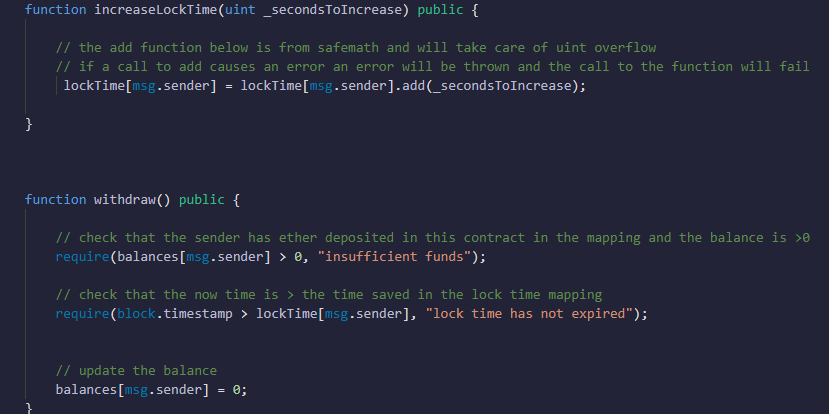 function increaseLockTime(uint _secondsToIncrease) public {
// the add function below is from safemath and will take care of uint overflow
// if a call to add causes an error an error will be thrown and the call to the function will fail
lockTime[msg.sender] = lockTime[msg.sender].add(_secondsToIncrease);
}
function withdraw() public {
// check that the sender has ether deposited in this contract in the mapping and the balance is >0
require(balances[msg.sender] > 0, "insufficient funds");
// check that the now time is > the time saved in the lock time mapping
require(block.timestamp > lockTime[msg.sender], "lock time has not expired");
// update the balance
balances[msg.sender] = 0;
}